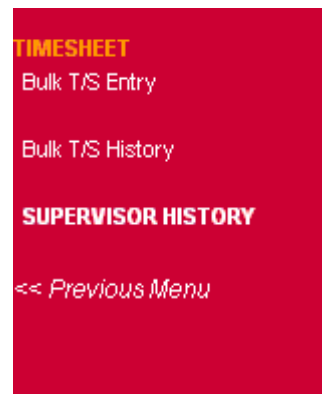 TIMESHEET
Bulk T/S Entry
Bulk T/S History
SUPERVISOR HISTORY
<< Previous Menu